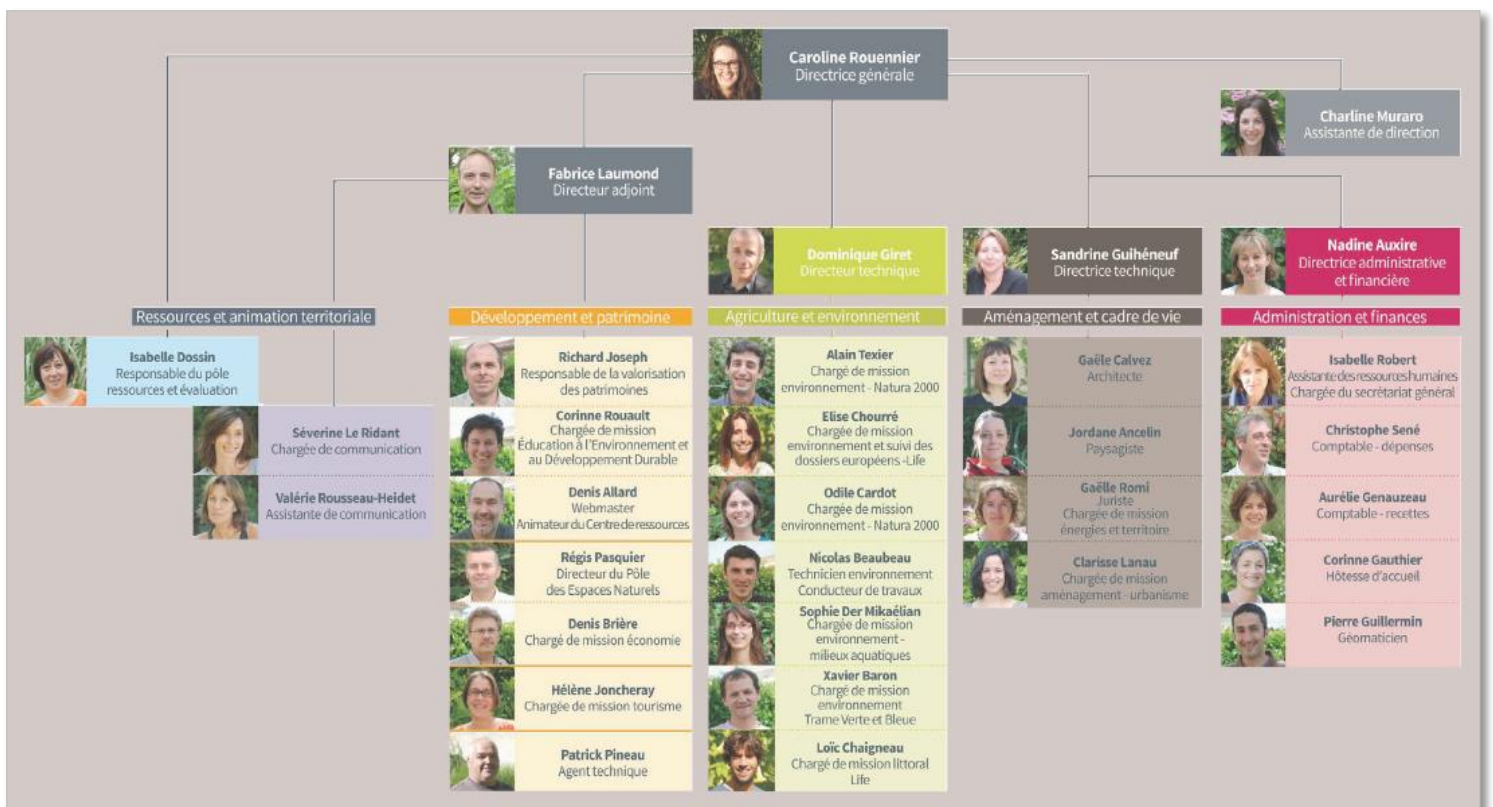 Caroline Rouennier
Directrice générale
Charline Muraro
Assistante de direction
Fabrice Laumond
Directeur adjoint
Dominique Giret
Directeur technique
Sandrine Guihéneuf
Directrice technique
Nadine Auxire
Directrice administrative
et financière
Ressources et animation territoriale
Isabelle Dossin
Responsable du pôle
ressources et évaluation
Séverine Le Ridant
Chargée de communication
Valérie Rousseau-Heidet
Assistante de communication
Développement et patrimoine
Richard Joseph
Responsable de la valorisation
des patrimoines
Corinne Rouault
Chargée de mission
Éducation à l'Environnement et
au Développement Durable
Denis Allard
Webmaster
Animateur du Centre de ressources
Régis Pasquier
Directeur du Pôle
des Espaces Naturels
Denis Brière
Chargé de mission économie
Hélène Joncheray
Chargée de mission tourisme
Patrick Pineau
Agent technique
Agriculture et environnement
Alain Texier
Chargé de mission
environnement - Natura 2000
Elise Chourré
Chargée de mission
environnement et suivi des
dossiers européens -Life
Odile Cardot
Chargée de mission
environnement - Natura 2000
Nicolas Beaubeau
Technicien environnement
Conducteur de travaux
Sophie Der Mikaélian
Chargée de mission
environnement -
milieux aquatiques
Xavier Baron
Chargé de mission
environnement
Trame Verte et Bleue
Loïc Chaigneau
Chargé de mission littoral
Life
Aménagement et cadre de vie
Gaële Calvez
Architecte
Jordane Ancelin
Paysagiste
Gaëlle Romi
Juriste
Chargée de mission
énergies et territoire
Clarisse Lanau
Chargée de mission
aménagement - urbanisme
Administration et finances
Isabelle Robert
Assistante des ressources humaines
Chargée du secrétariat général
Christophe Sené
Comptable - dépenses
Aurélie Genauzeau
Comptable - recettes
Corinne Gauthier
Hôtesse d'accueil
Pierre Guillermin
Géomaticien